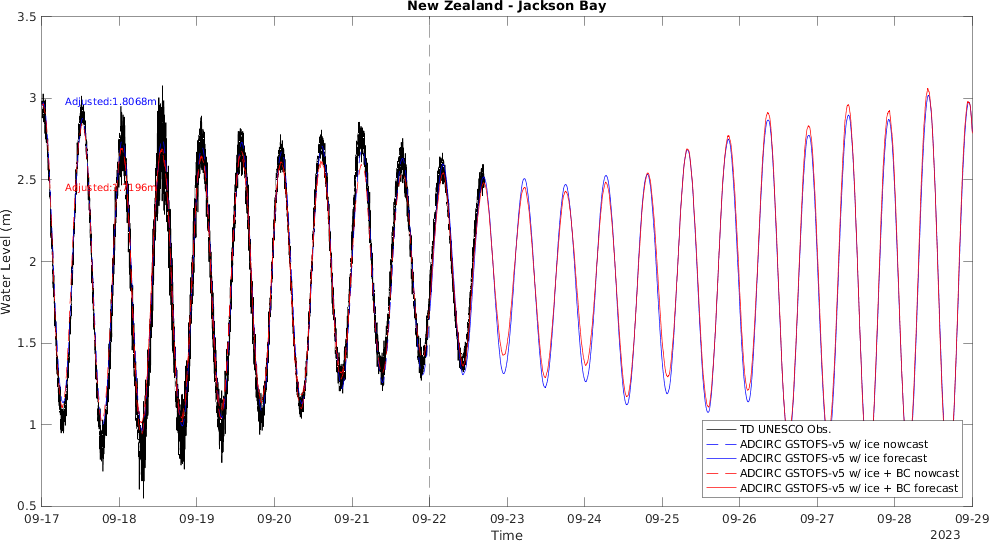 New Zealand - Jackson Bay
3.5
3
2.5
2
1.5
1
0.5
Water Level (m)
Adjusted:1.8068m
TD UNESCO Obs.
ADCIRC GSTOFS-v5 w/ ice nowcast
ADCIRC GSTOFS-v5 w/ ice forecast
ADCIRC GSTOFS-v5 w/ ice + BC nowcast
ADCIRC GSTOFS-v5 w/ ice + BC forecast
09-17 09-18 09-19 09-20 09-21 09-22 09-23 09-24 09-25 09-26 09-27 09-28 09-29
Time
2023